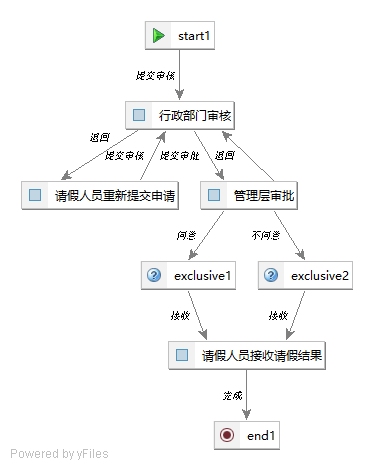 start1
提交审核
行政部门审核
退回
提交审核
提交审批
退回
请假人员重新提交申请
管理层审批
同意
不同意
exclusive1
exclusive2
接收
接收
请假人员接收请假结果
完成
end1
Powered by yFiles